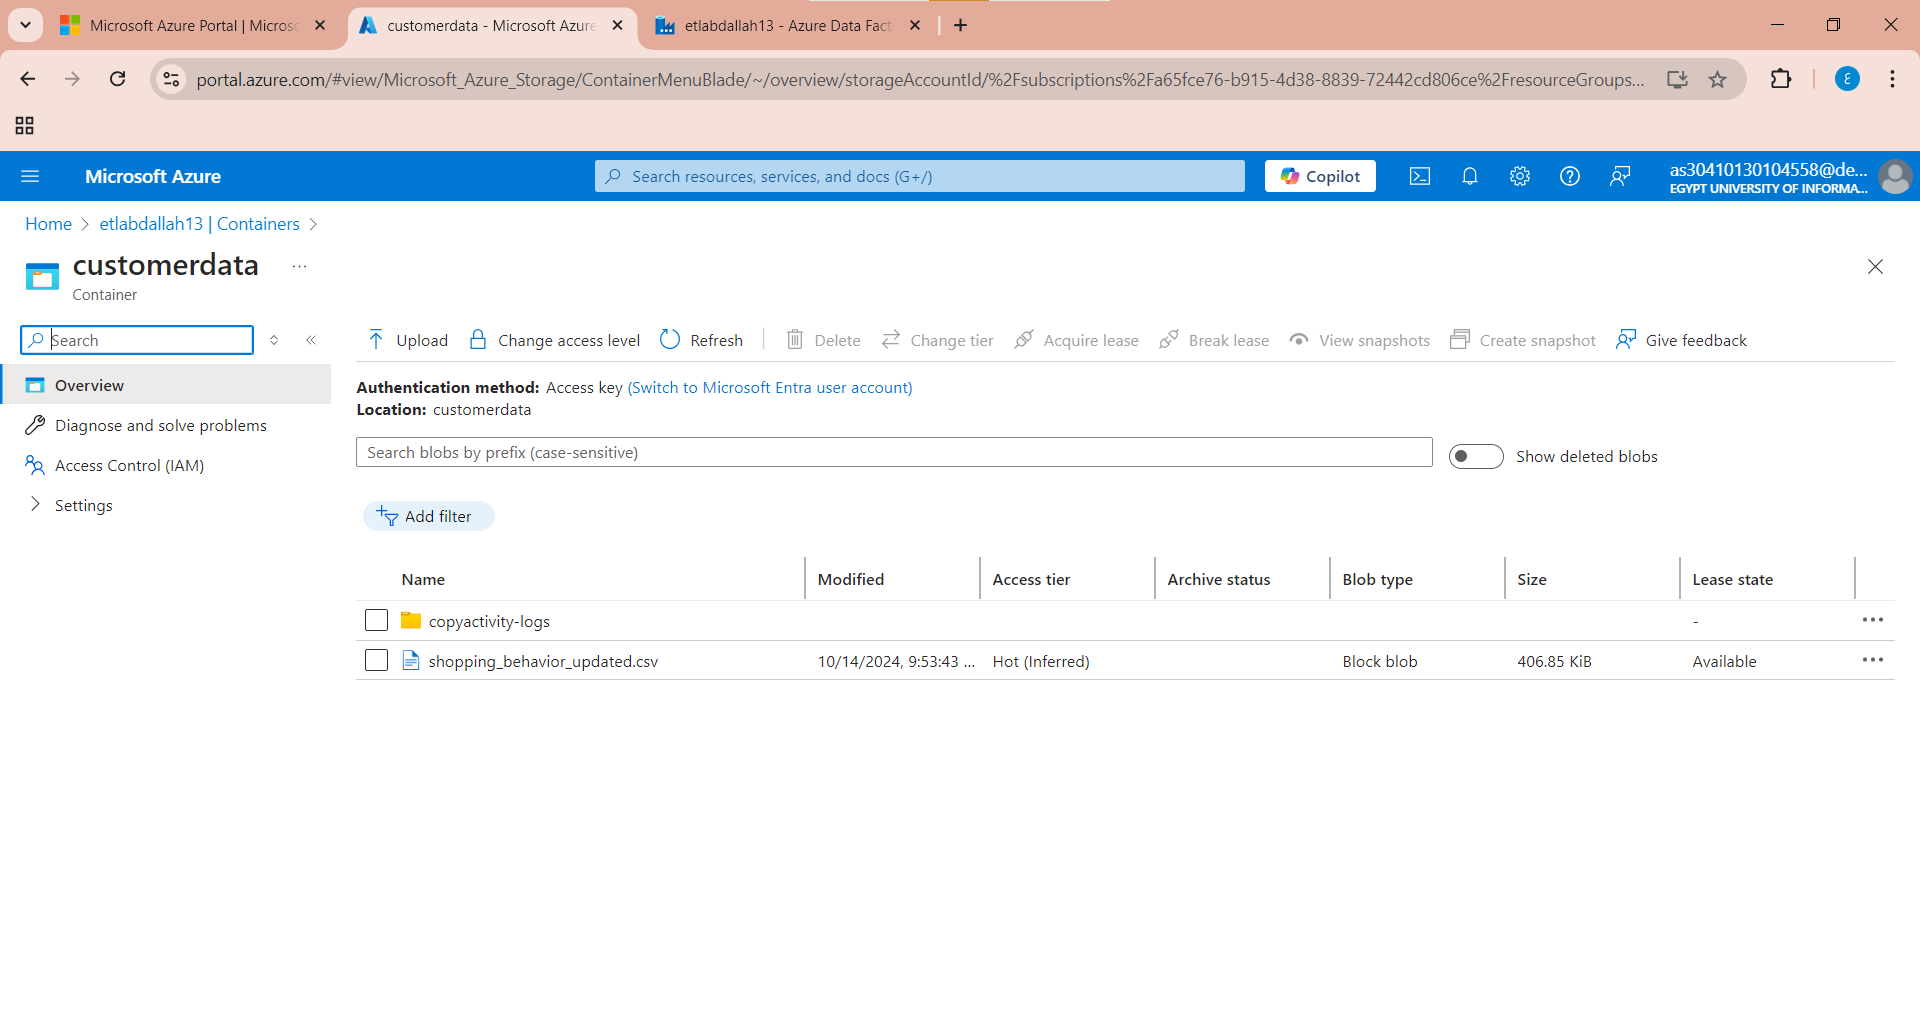 Microsoft Azure Portal | Micros
customerdata - Microsoft Azure
etlabdallah13 - Azure Data Fact
portal.azure.com/#view/Microsoft_Azure_Storage/ContainerMenuBlade/~/overview/storageAccountId/%2Fsubscriptions%2Fa65fce76-b915-4d38-8839-72442cd806ce%2FresourceGroups...
ε
Microsoft Azure
Search resources, services, and docs (G+/)
Copilot
as30410130104558@de...
EGYPT UNIVERSITY OF INFORMA...
Home > etlabdallah13 | Containers >
customerdata ...
Container
Search
Upload Change access level Refresh Delete Change tier Acquire lease Break lease View snapshots Create snapshot Give feedback
Overview
Diagnose and solve problems
Access Control (IAM)
Settings
Authentication method: Access key (Switch to Microsoft Entra user account)
Location: customerdata
Search blobs by prefix (case-sensitive)
Show deleted blobs
Add filter
Name Modified Access tier Archive status Blob type Size Lease state
copyactivity-logs -
shopping_behavior_updated.csv 10/14/2024, 9:53:43 ... Hot (Inferred) Block blob 406.85 KiB Available